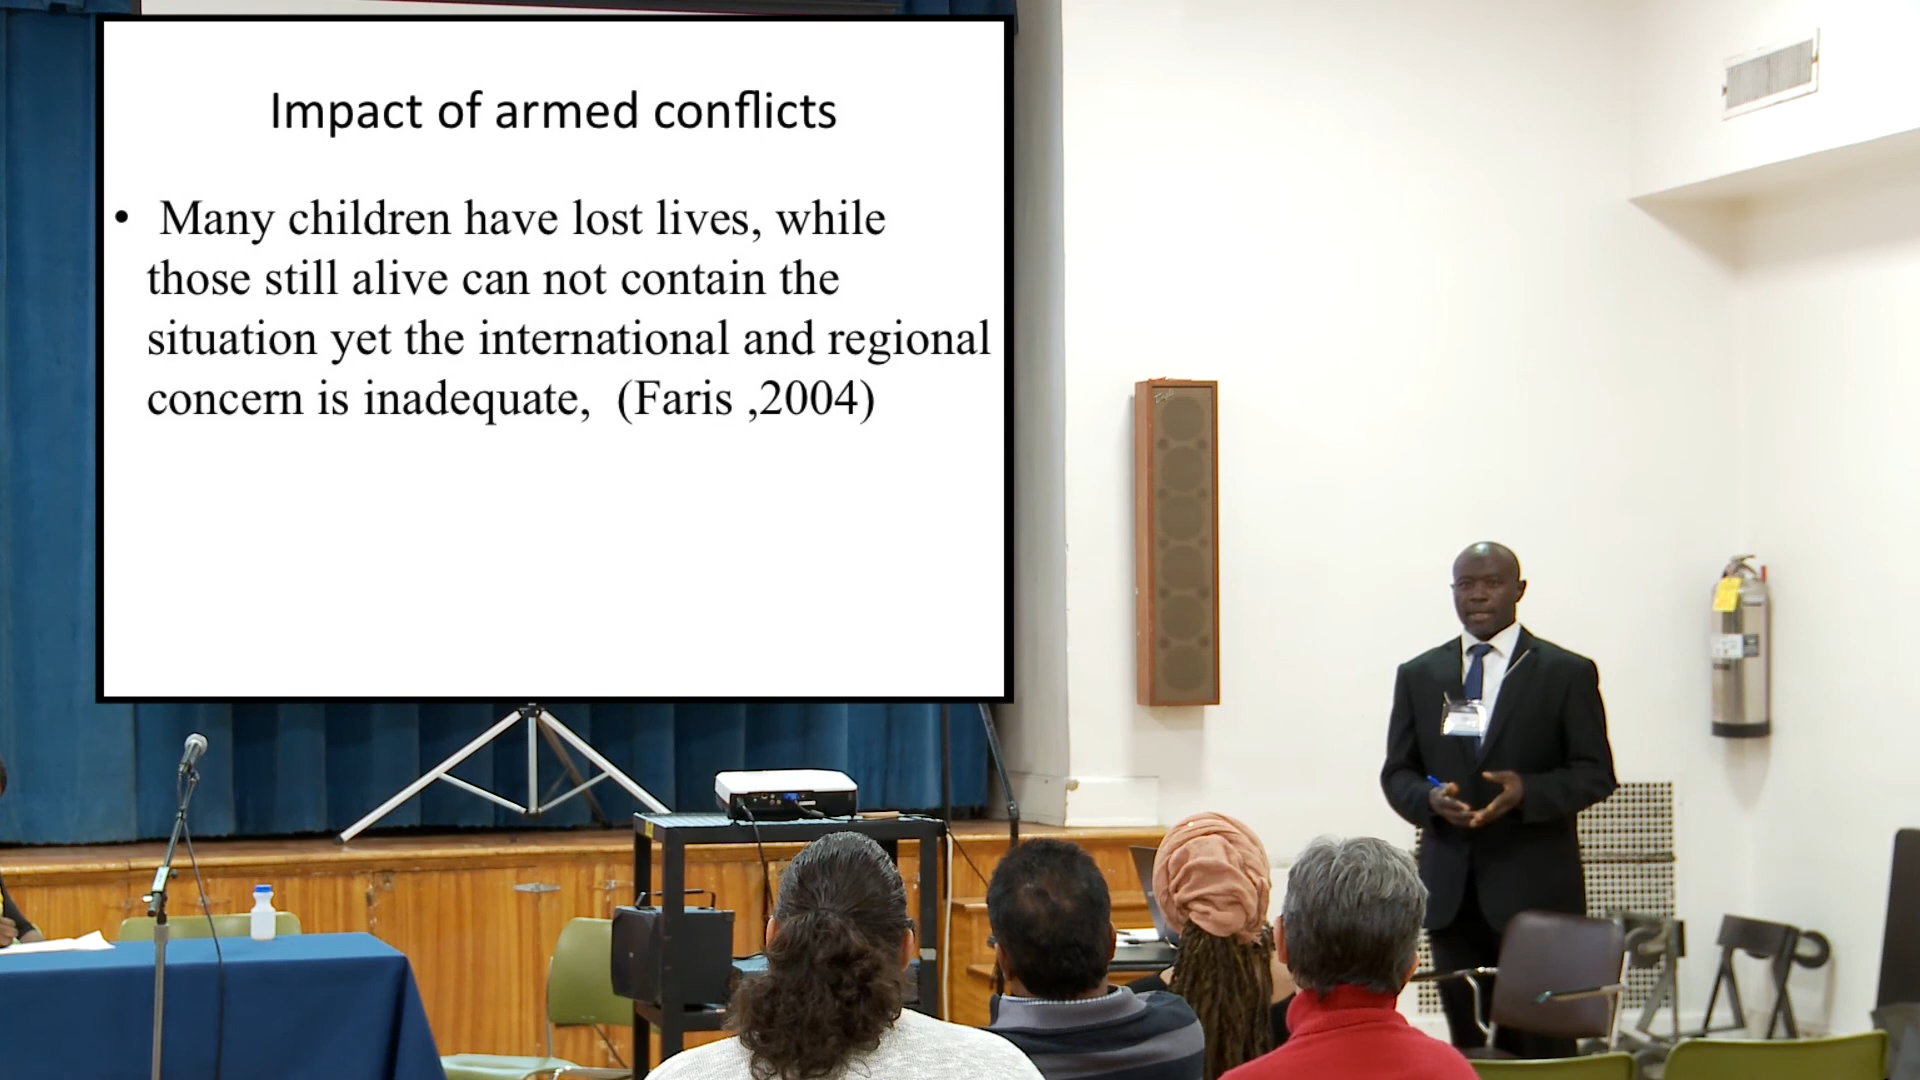 Impact of armed conflicts
• Many children have lost lives, while
those still alive can not contain the
situation yet the international and regional
concern is inadequate, (Faris ,2004)